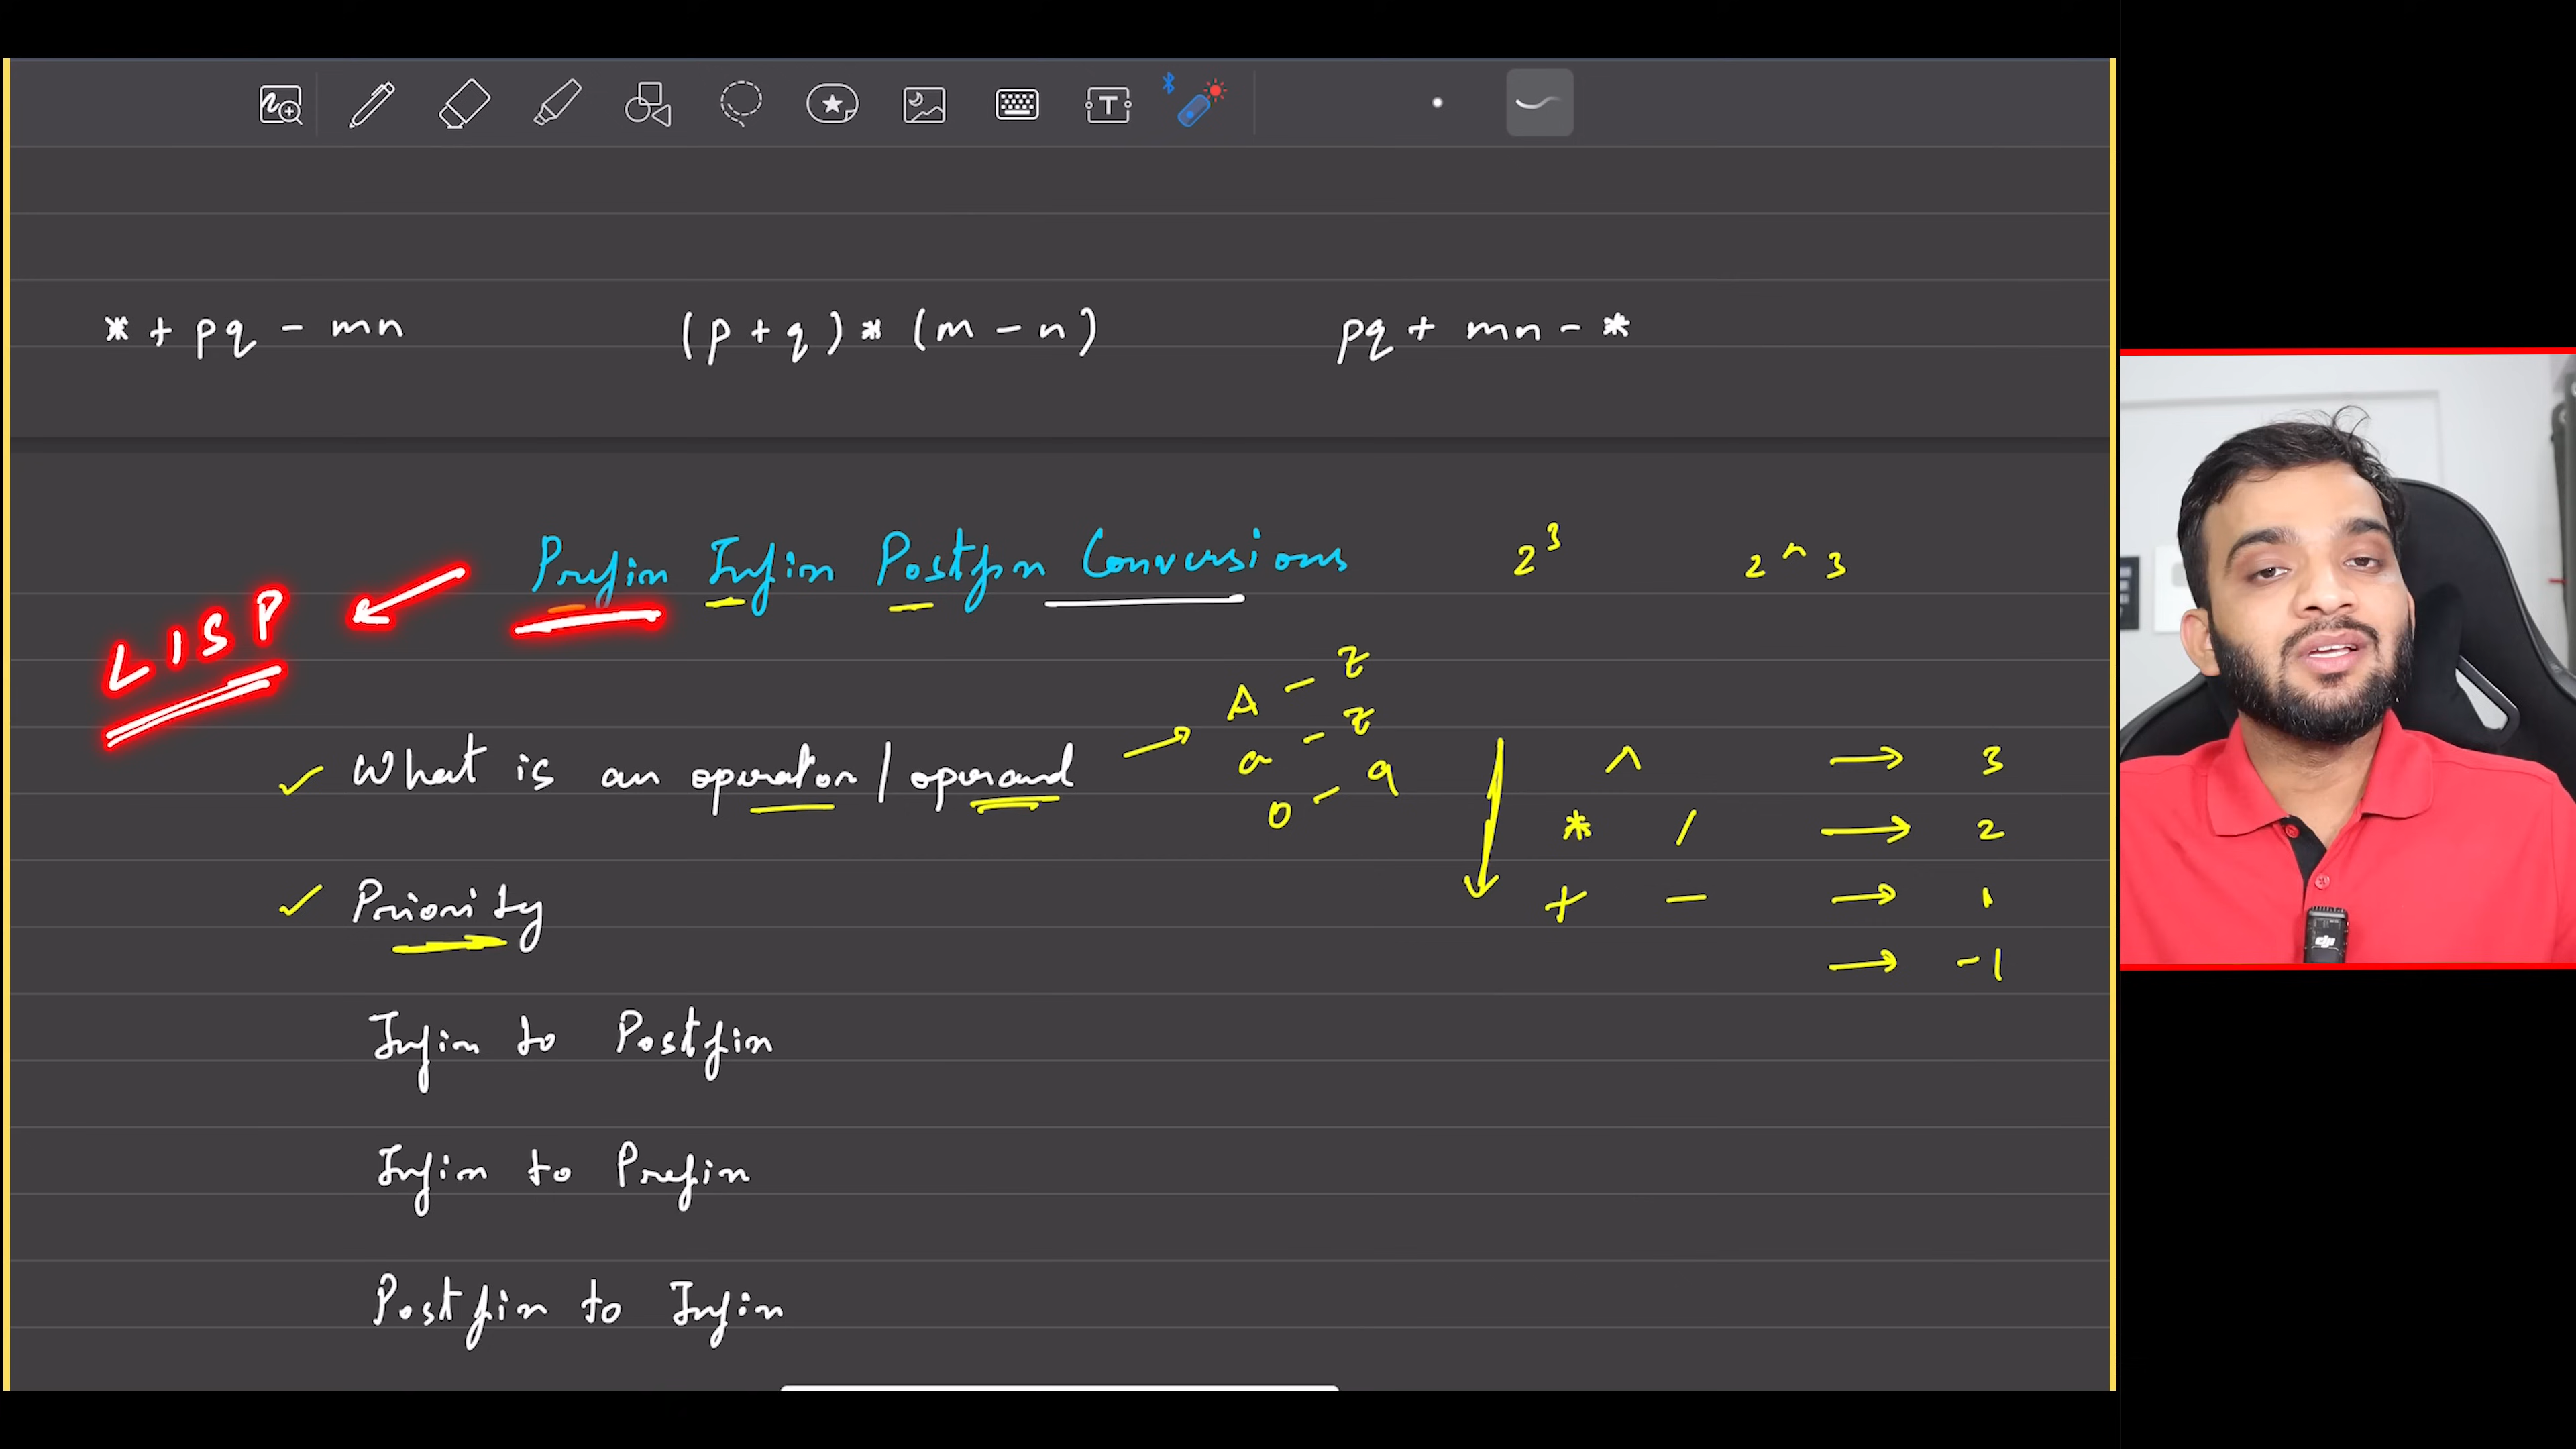 * + pq - mn
(p + q) * (m - n)
pq + mn - *
Prefix Infix Postfix Conversions
2³
2 ^ 3
LISP
A - Z
a - z
0 - 9
What is an operator / operand
^ → 3
* / → 2
Priority
+ - → 1
→ -1
Infix to Postfix
Infix to Prefix
Postfix to Infix
dji